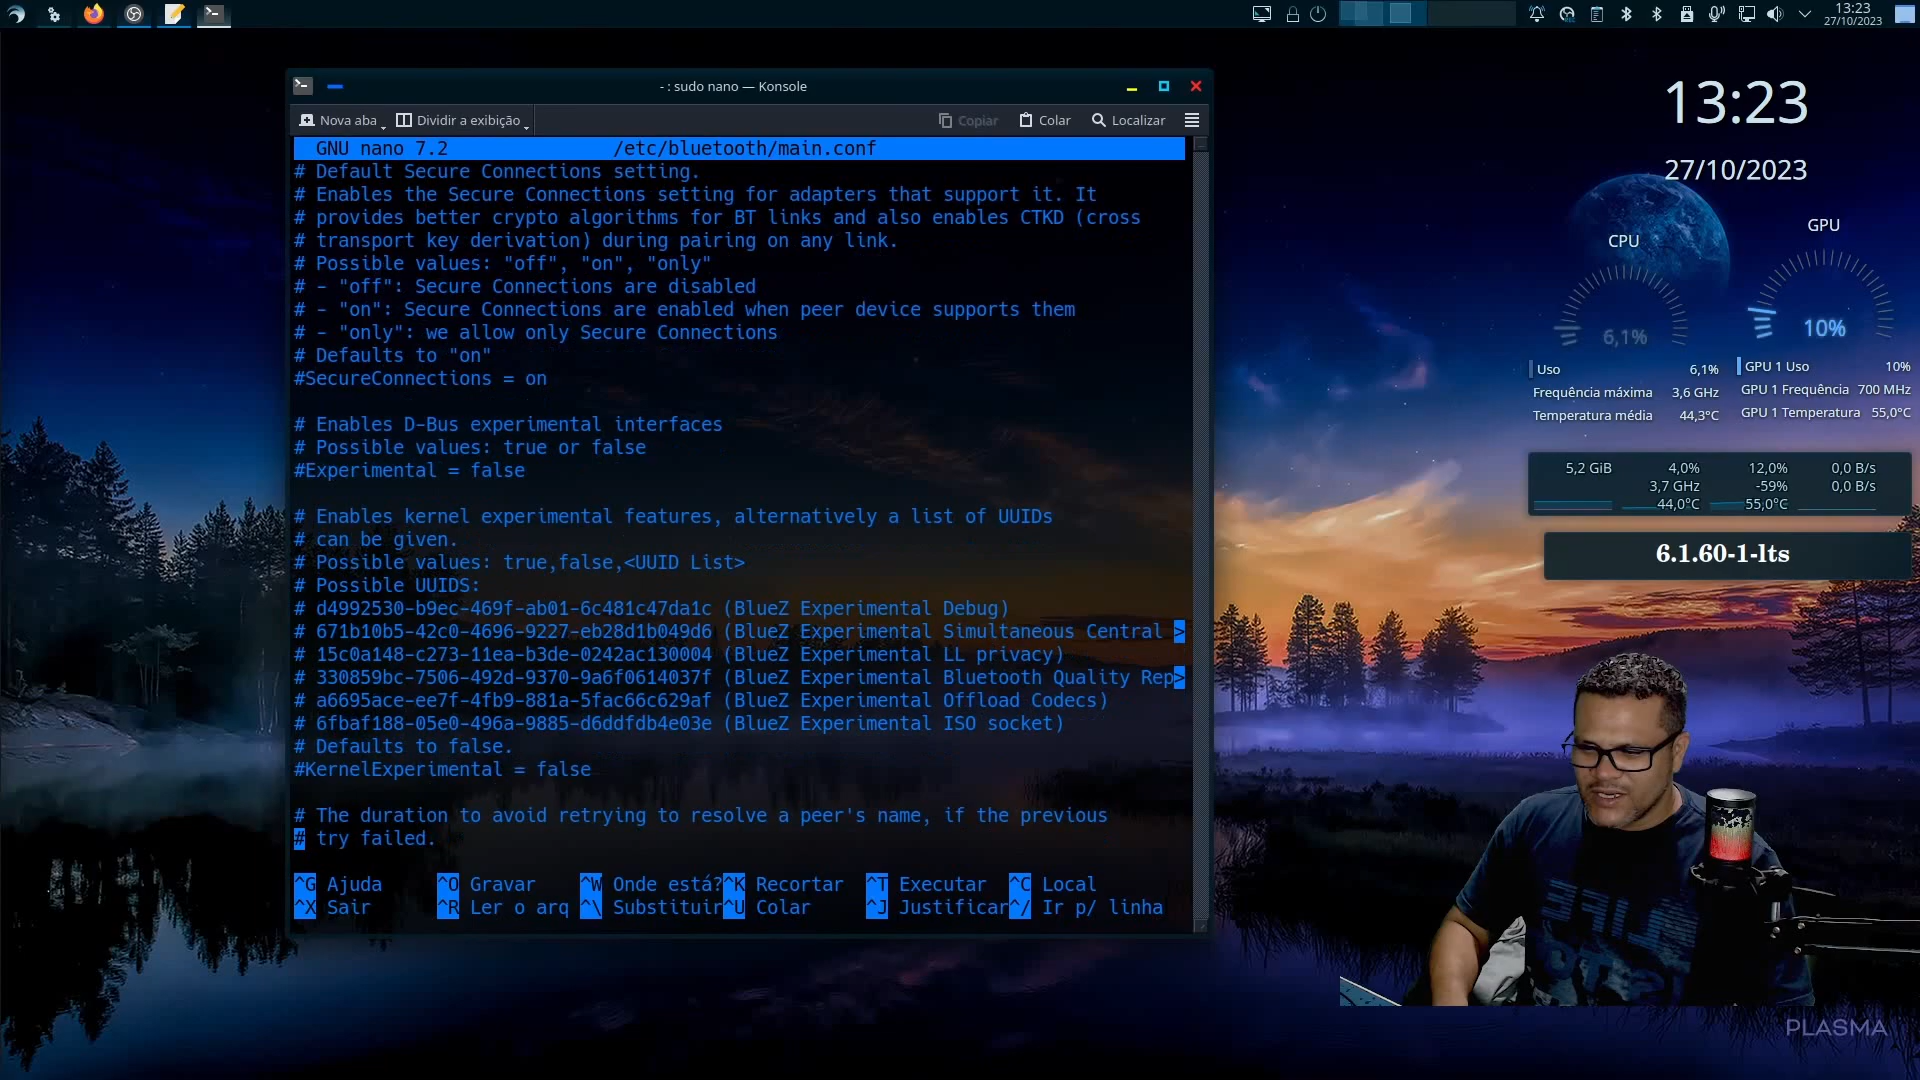 13:23
27/10/2023
- : sudo nano — Konsole
Nova aba
Dividir a exibição
Copiar
Colar
Localizar
GNU nano 7.2 /etc/bluetooth/main.conf
# Default Secure Connections setting.
# Enables the Secure Connections setting for adapters that support it. It
# provides better crypto algorithms for BT links and also enables CTKD (cross
# transport key derivation) during pairing on any link.
# Possible values: "off", "on", "only"
# - "off": Secure Connections are disabled
# - "on": Secure Connections are enabled when peer device supports them
# - "only": we allow only Secure Connections
# Defaults to "on"
#SecureConnections = on
# Enables D-Bus experimental interfaces
# Possible values: true or false
#Experimental = false
# Enables kernel experimental features, alternatively a list of UUIDs
# can be given.
# Possible values: true,false,<UUID List>
# Possible UUIDS:
# d4992530-b9ec-469f-ab01-6c481c47da1c (BlueZ Experimental Debug)
# 671b10b5-42c0-4696-9227-eb28d1b049d6 (BlueZ Experimental Simultaneous Central >
# 15c0a148-c273-11ea-b3de-0242ac130004 (BlueZ Experimental LL privacy)
# 330859bc-7506-492d-9370-9a6f0614037f (BlueZ Experimental Bluetooth Quality Rep>
# a6695ace-ee7f-4fb9-881a-5fac66c629af (BlueZ Experimental Offload Codecs)
# 6fbaf188-05e0-496a-9885-d6ddfdb4e03e (BlueZ Experimental ISO socket)
# Defaults to false.
#KernelExperimental = false
# The duration to avoid retrying to resolve a peer's name, if the previous
# try failed.
^G Ajuda ^O Gravar ^W Onde está? ^K Recortar ^T Executar ^C Local
^X Sair ^R Ler o arq ^\ Substituir ^U Colar ^J Justificar ^/ Ir p/ linha
13:23
27/10/2023
CPU
6,1%
Uso 6,1%
Frequência máxima 3,6 GHz
Temperatura média 44,3°C
GPU
10%
GPU 1 Uso 10%
GPU 1 Frequência 700 MHz
GPU 1 Temperatura 55,0°C
5,2 GiB 4,0% 12,0% 0,0 B/s
3,7 GHz -59% 0,0 B/s
44,0°C 55,0°C
6.1.60-1-lts
PLASMA